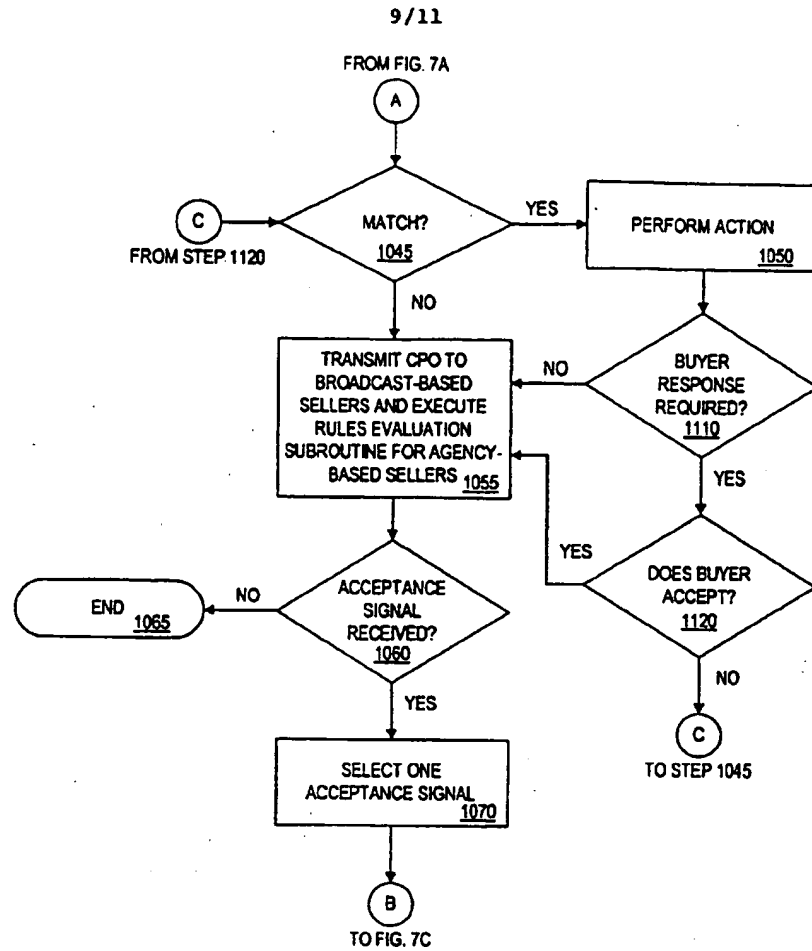 9/11
FROM FIG. 7A
A
C
FROM STEP 1120
MATCH?
1045
YES
PERFORM ACTION
1050
NO
TRANSMIT CPO TO
BROADCAST-BASED
SELLERS AND EXECUTE
RULES EVALUATION
SUBROUTINE FOR AGENCY-
BASED SELLERS 1055
NO
BUYER
RESPONSE
REQUIRED?
1110
YES
YES
DOES BUYER
ACCEPT?
1120
NO
C
TO STEP 1045
ACCEPTANCE
SIGNAL
RECEIVED?
1060
NO
END
1065
YES
SELECT ONE
ACCEPTANCE SIGNAL
1070
B
TO FIG. 7C